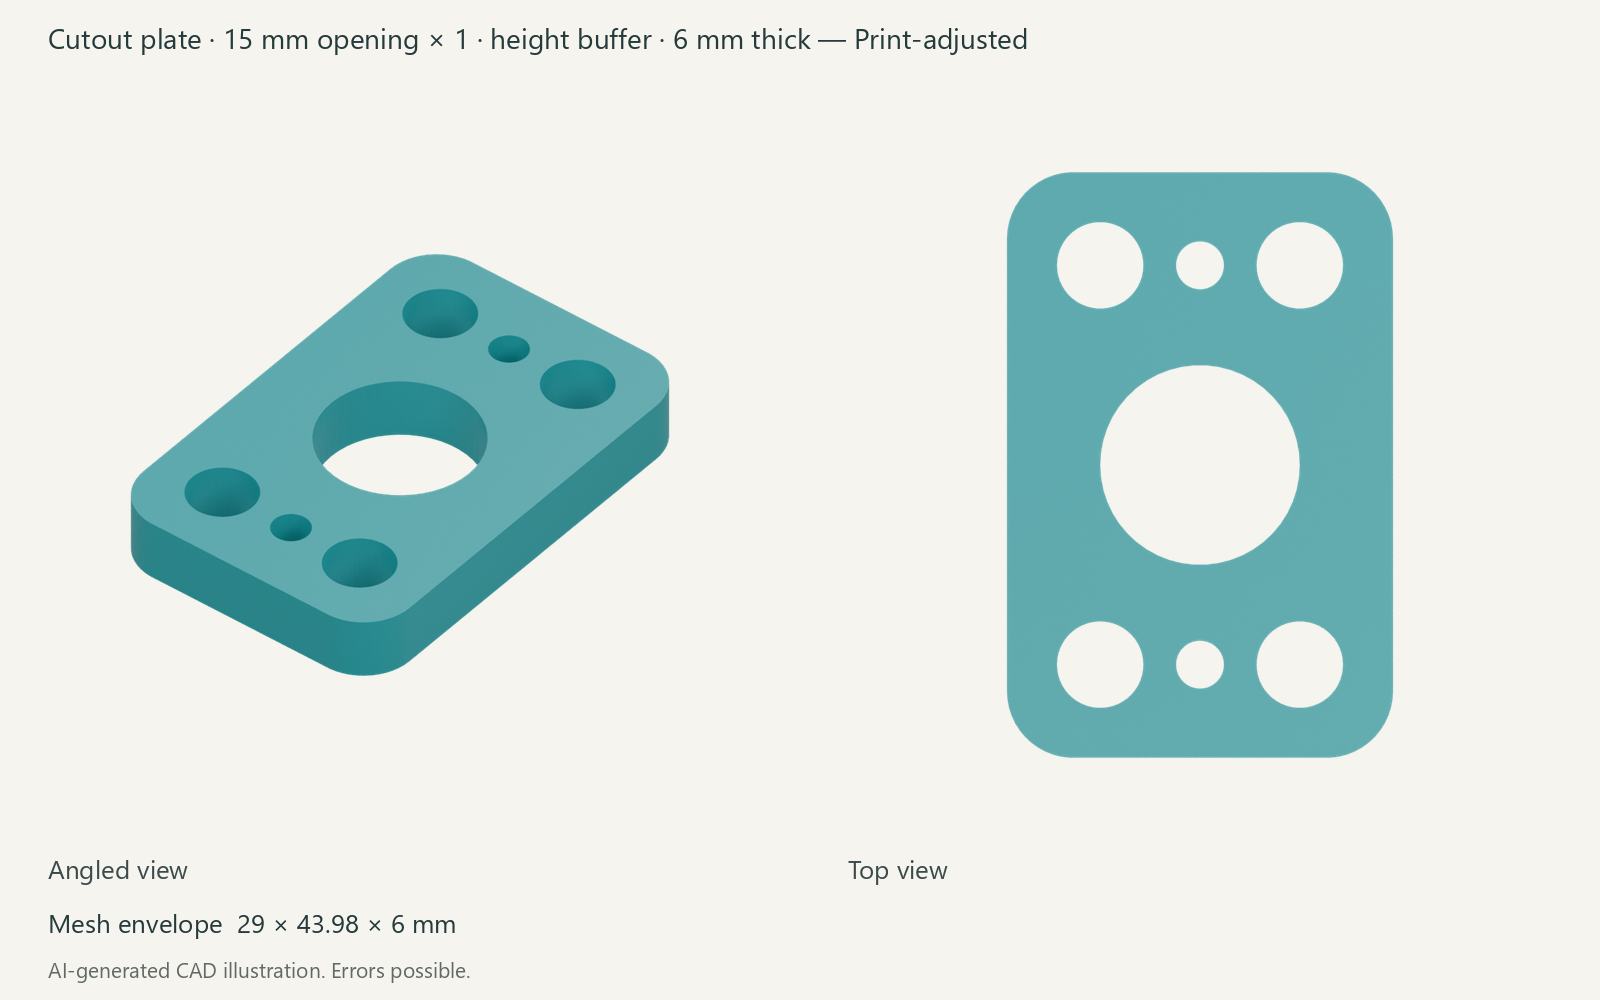 Cutout plate · 15 mm opening × 1 · height buffer · 6 mm thick — Print-adjusted
Angled view
Top view
Mesh envelope 29 × 43.98 × 6 mm
AI-generated CAD illustration. Errors possible.